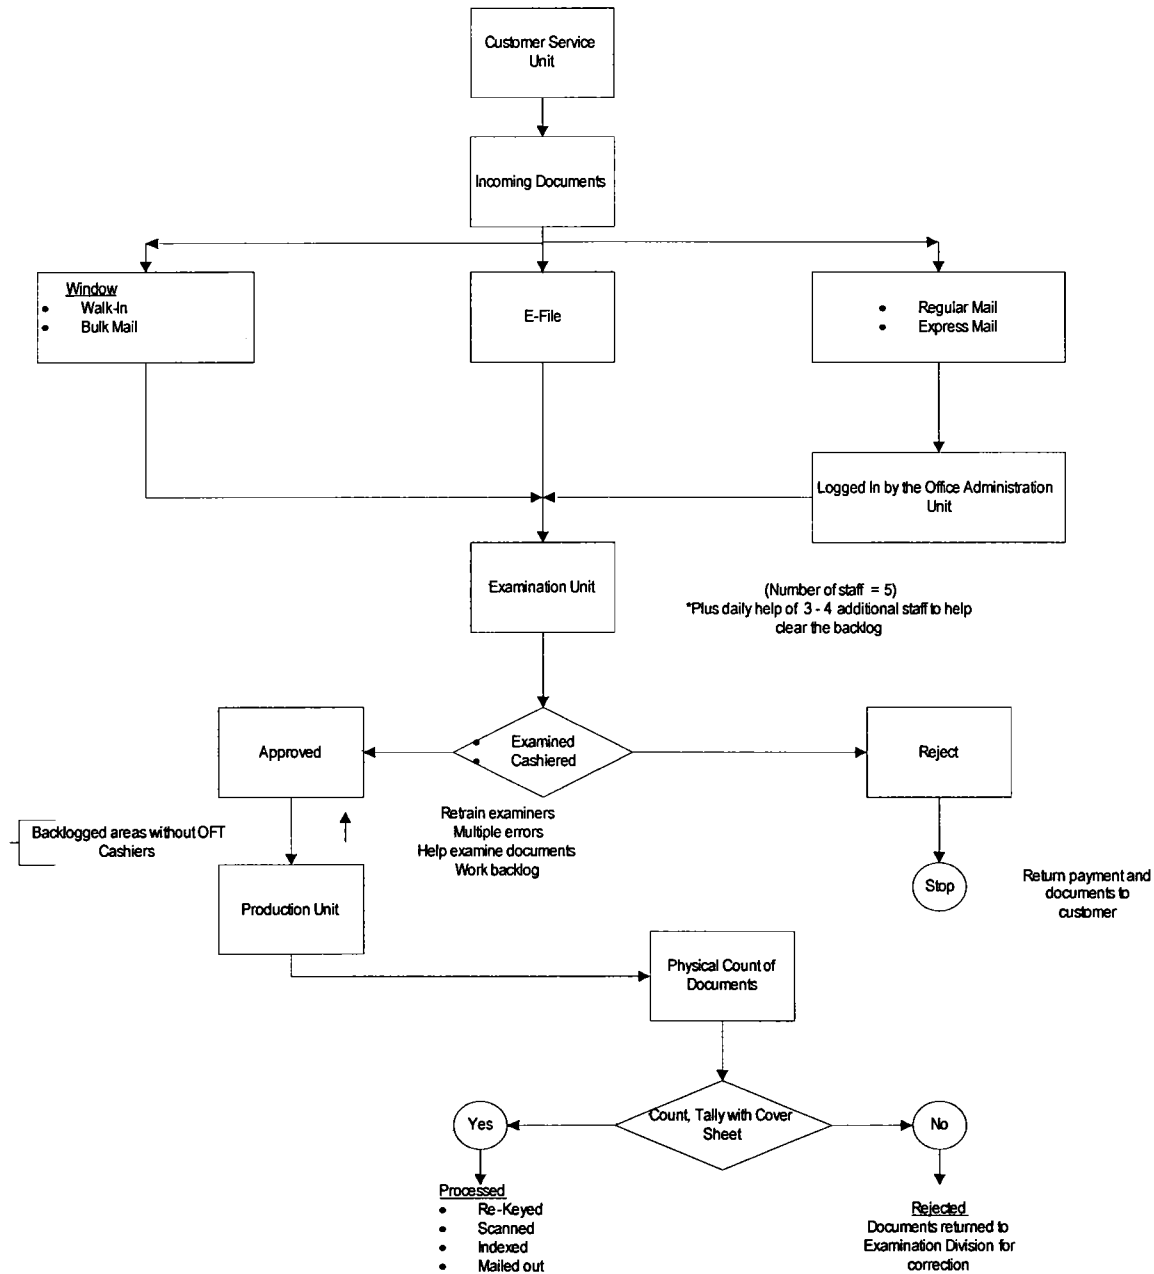 Customer Service
Unit
Incoming Documents
Window
• Walk-In
• Bulk Mail
E-File
• Regular Mail
• Express Mail
Logged In by the Office Administration
Unit
Examination Unit
(Number of staff = 5)
*Plus daily help of 3 - 4 additional staff to help
clear the backlog
Approved
• Examined
• Cashiered
Reject
Retrain examiners
Multiple errors
Help examine documents
Work backlog
Backlogged areas without OFT
Cashiers
Stop
Return payment and
documents to
customer
Production Unit
Physical Count of
Documents
Count, Tally with Cover
Sheet
Yes
No
Processed
• Re-Keyed
• Scanned
• Indexed
• Mailed out
Rejected
Documents returned to
Examination Division for
correction